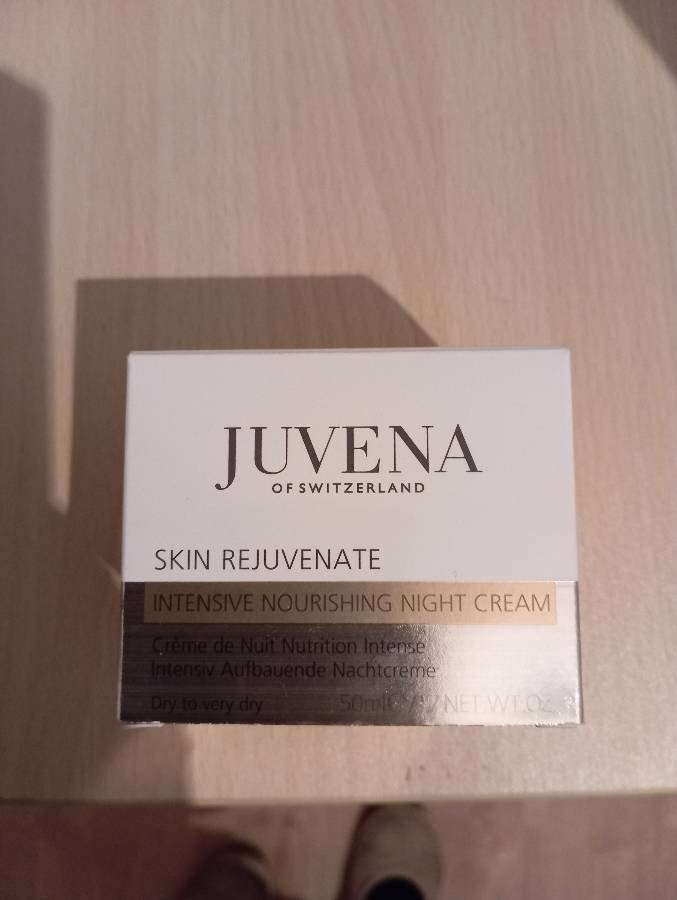 JUVENA
OF SWITZERLAND
SKIN REJUVENATE
INTENSIVE NOURISHING NIGHT CREAM
Crème de Nuit Nutrition Intense
Intensiv Aufbauende Nachtcreme
Dry to very dry 50ml NET WT. Oz.